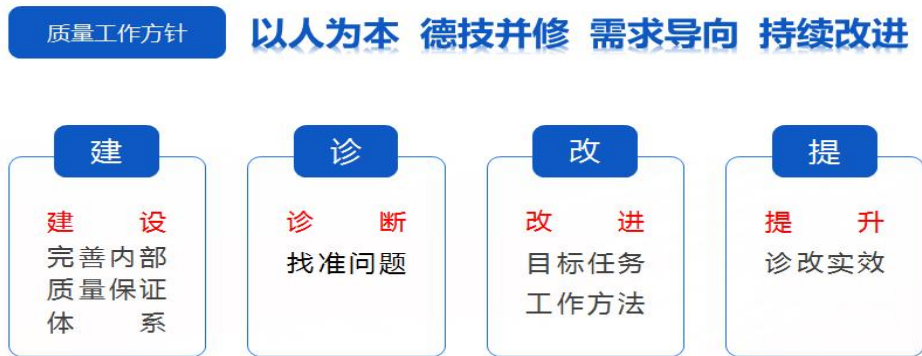 质量工作方针
以人为本 德技并修 需求导向 持续改进
建
建 设
完善内部
质量保证
体 系
诊
诊 断
找准问题
改
改 进
目标任务
工作方法
提
提 升
诊改实效